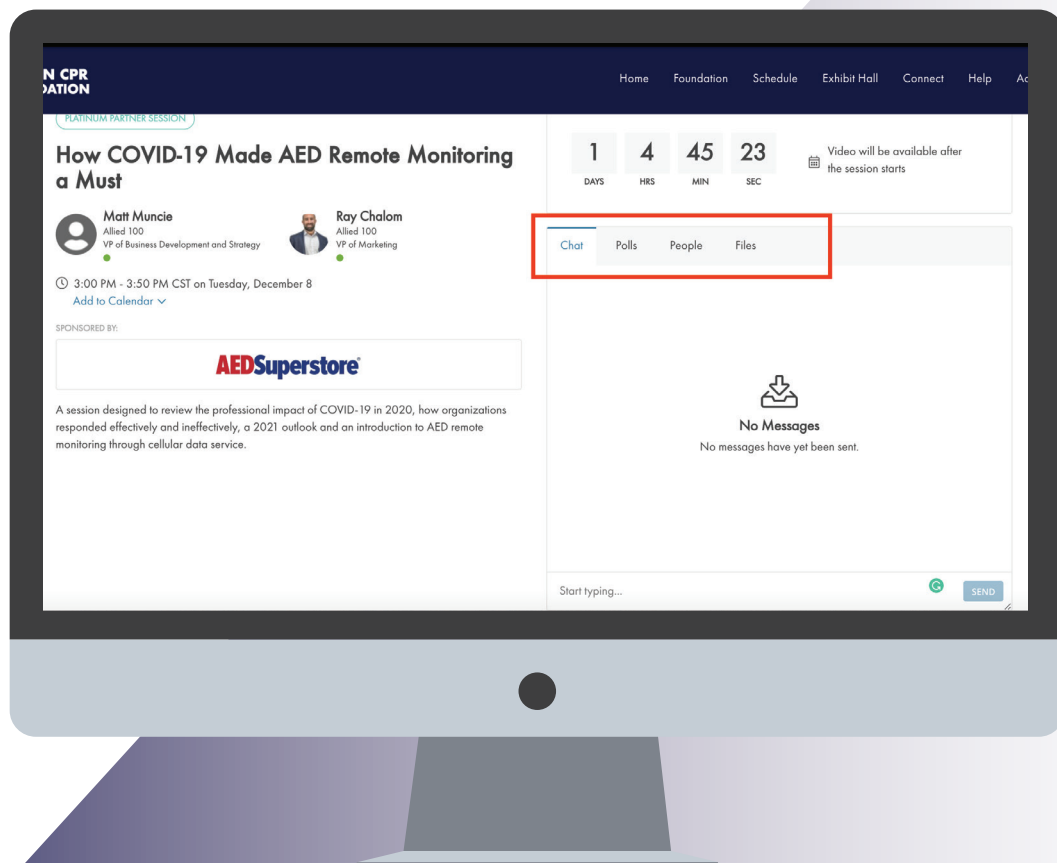 N CPR
DATION
Home Foundation Schedule Exhibit Hall Connect Help
PLATINUM PARTNER SESSION
How COVID-19 Made AED Remote Monitoring
a Must
Matt Muncie
Allied 100
VP of Business Development and Strategy
Ray Chalom
Allied 100
VP of Marketing
3:00 PM - 3:50 PM CST on Tuesday, December 8
Add to Calendar
SPONSORED BY:
AEDSuperstore
A session designed to review the professional impact of COVID-19 in 2020, how organizations
responded effectively and ineffectively, a 2021 outlook and an introduction to AED remote
monitoring through cellular data service.
1 4 45 23
DAYS HRS MIN SEC
Video will be available after
the session starts
Chat Polls People Files
No Messages
No messages have yet been sent.
Start typing...
SEND